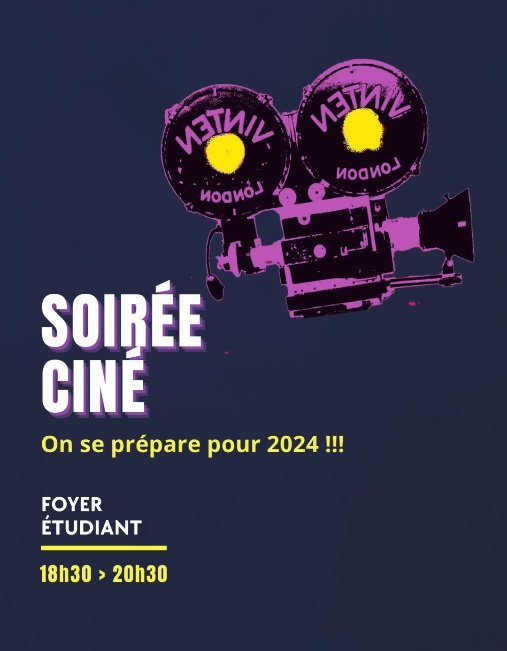 VINTEN
LONDON
VINTEN
LONDON
SOIRÉE
CINÉ
On se prépare pour 2024 !!!
FOYER
ÉTUDIANT
18h30 > 20h30